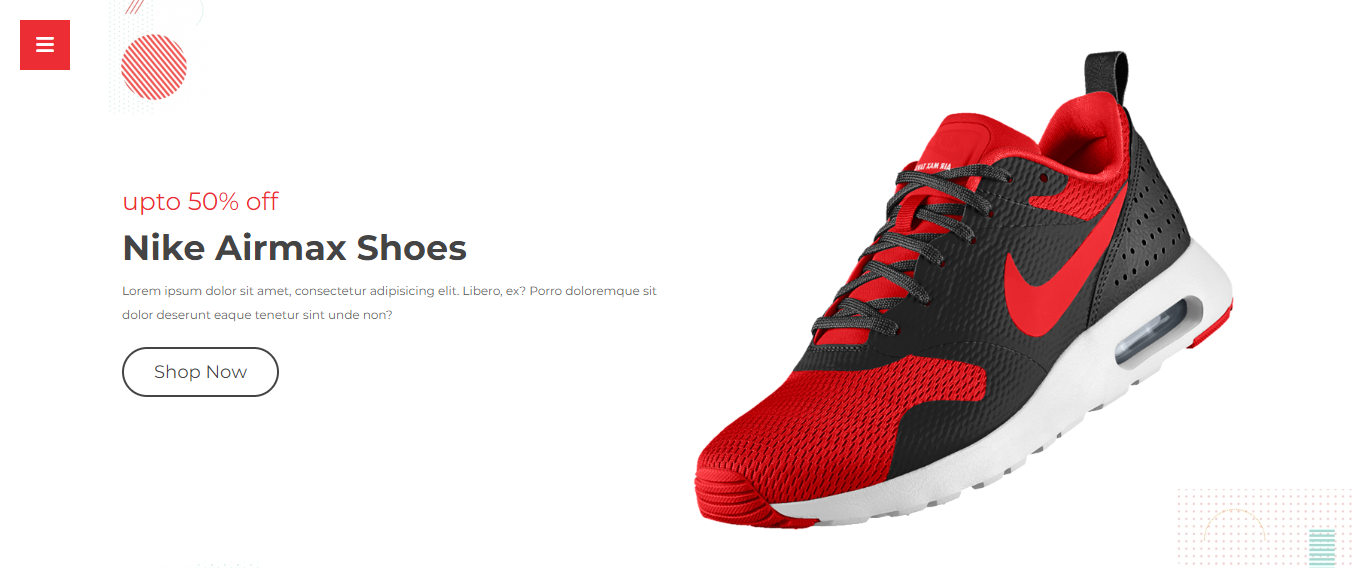 upto 50% off
Nike Airmax Shoes
Lorem ipsum dolor sit amet, consectetur adipisicing elit. Libero, ex? Porro doloremque sit
dolor deserunt eaque tenetur sint unde non?
Shop Now